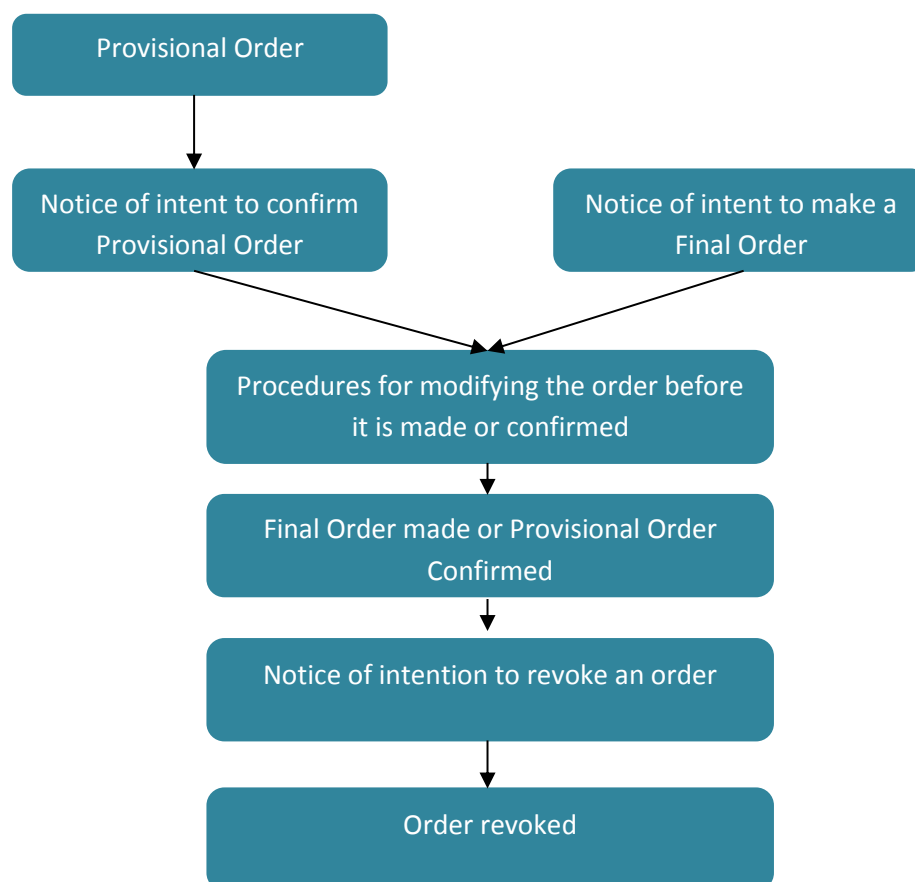 Provisional Order
Notice of intent to confirm
Provisional Order
Notice of intent to make a
Final Order
Procedures for modifying the order before
it is made or confirmed
Final Order made or Provisional Order
Confirmed
Notice of intention to revoke an order
Order revoked